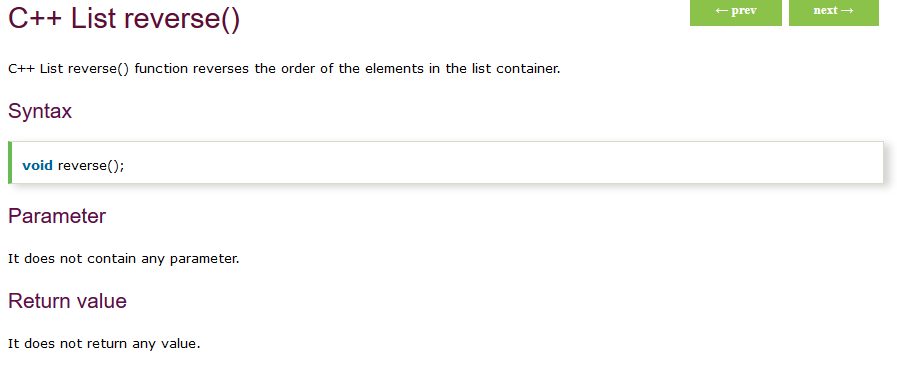 C++ List reverse()
← prev
next →
C++ List reverse() function reverses the order of the elements in the list container.
Syntax
void reverse();
Parameter
It does not contain any parameter.
Return value
It does not return any value.